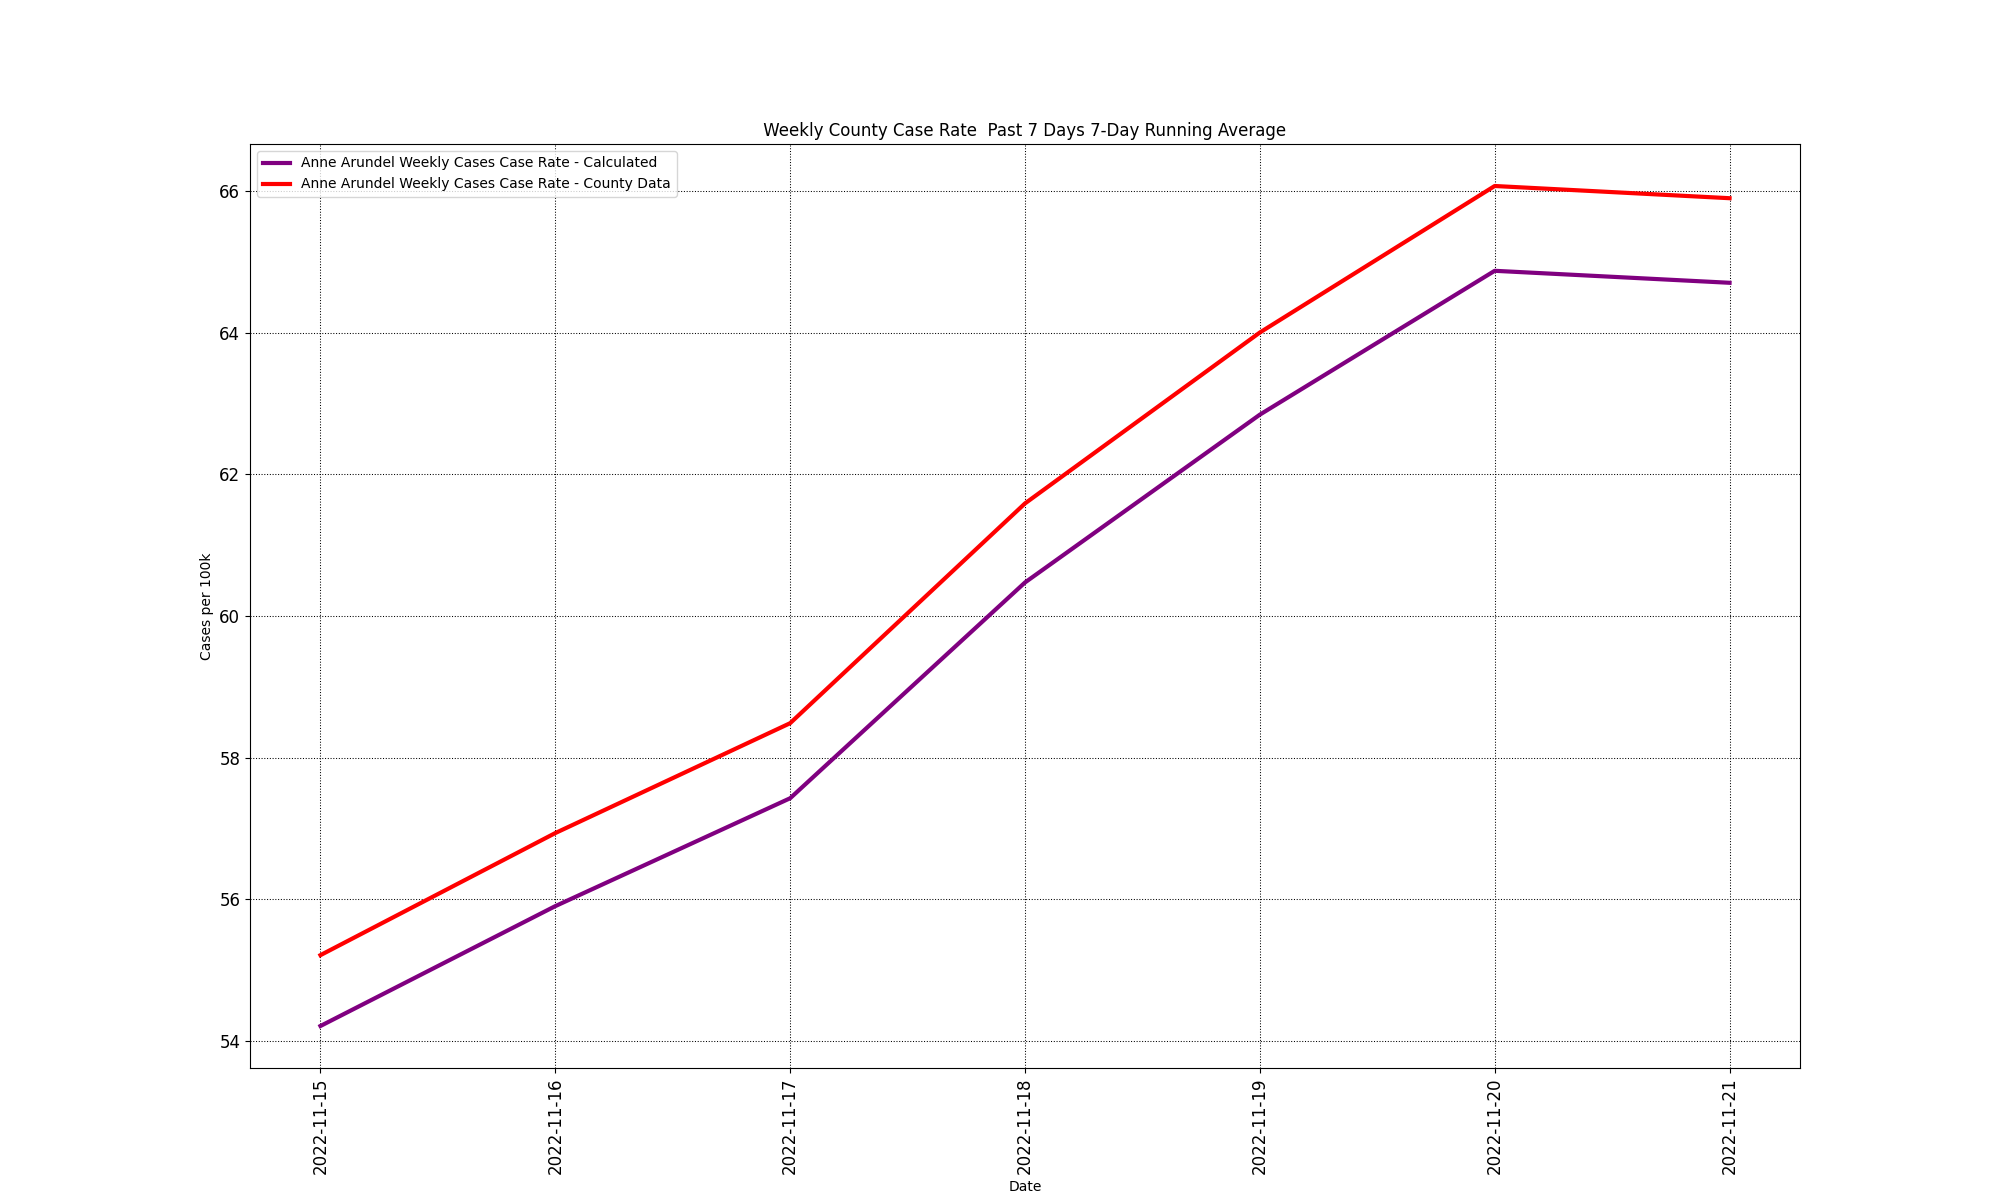 Weekly County Case Rate  Past 7 Days 7-Day Running Average
Anne Arundel Weekly Cases Case Rate - Calculated
Anne Arundel Weekly Cases Case Rate - County Data
66
64
62
60
58
56
54
Cases per 100k
2022-11-15
2022-11-16
2022-11-17
2022-11-18
2022-11-19
2022-11-20
2022-11-21
Date